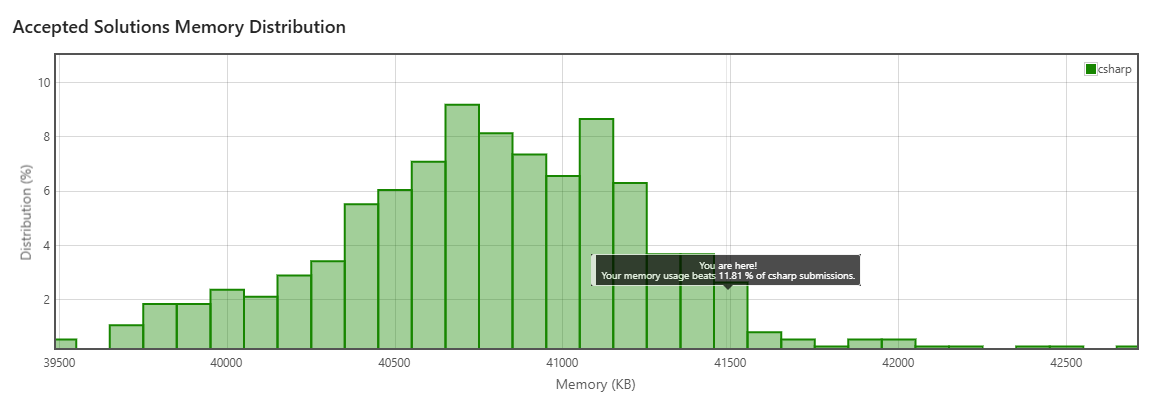 Accepted Solutions Memory Distribution
csharp
10
8
6
4
2
Distribution (%)
You are here!
Your memory usage beats 11.81 % of csharp submissions.
39500 40000 40500 41000 41500 42000 42500
Memory (KB)